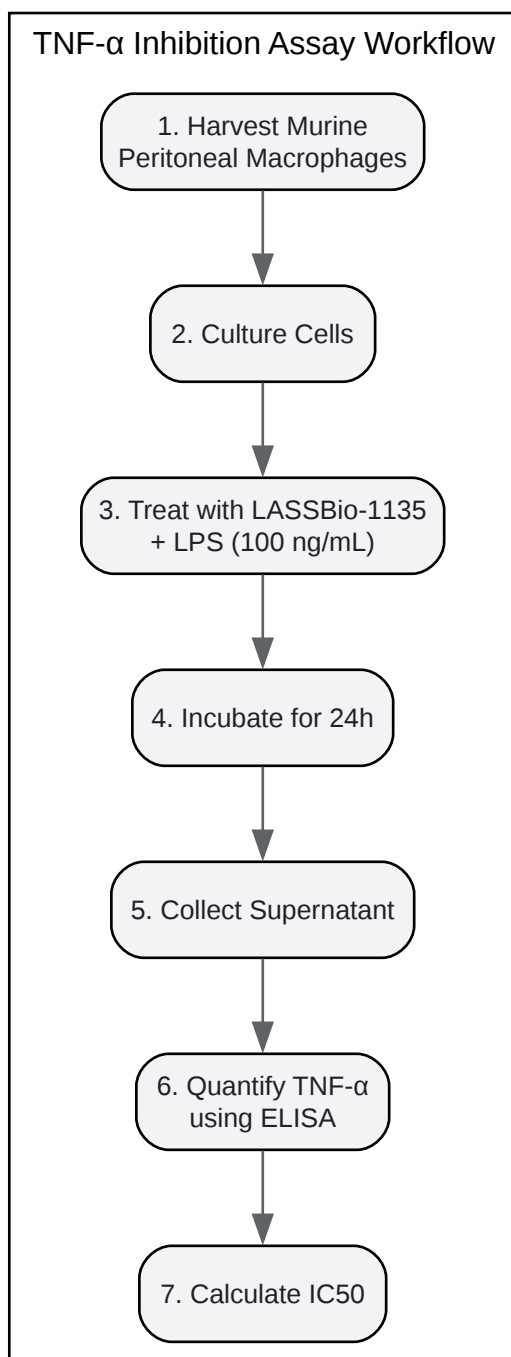 TNF-α Inhibition Assay Workflow
1. Harvest Murine
Peritoneal Macrophages
2. Culture Cells
3. Treat with LASSBio-1135
+ LPS (100 ng/mL)
4. Incubate for 24h
5. Collect Supernatant
6. Quantify TNF-α
using ELISA
7. Calculate IC50